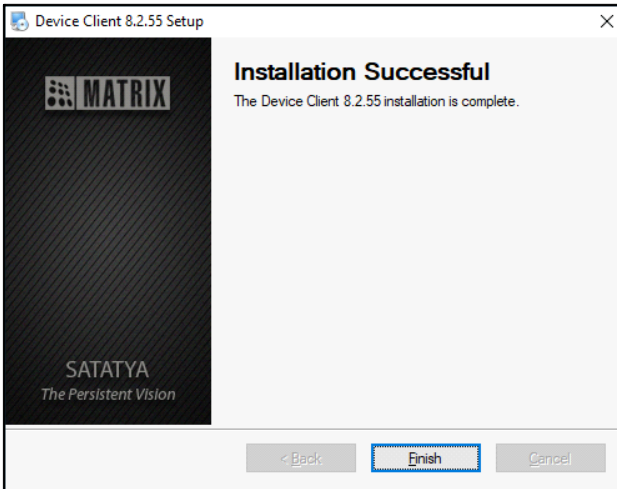 Device Client 8.2.55 Setup
MATRIX
Installation Successful
The Device Client 8.2.55 installation is complete.
SATATYA
The Persistent Vision
< Back
Finish
Cancel